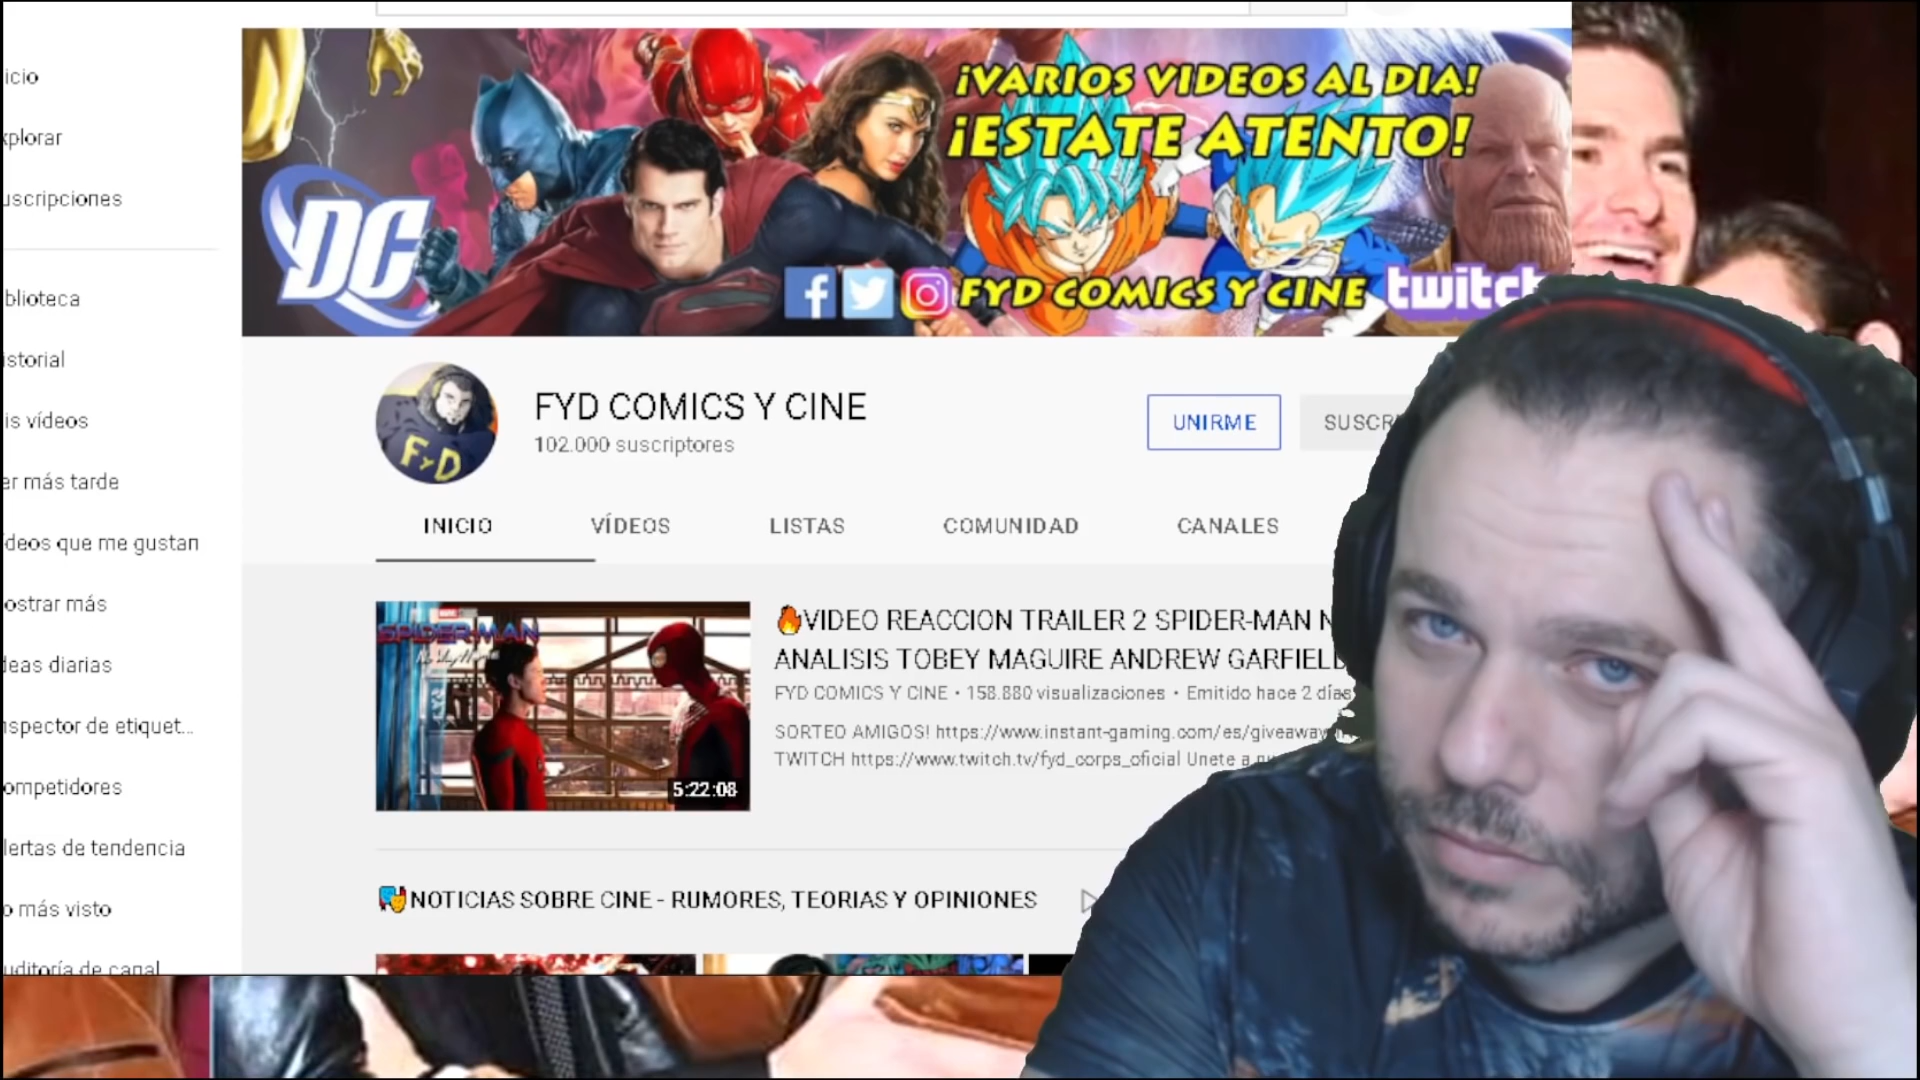 ¡VARIOS VIDEOS AL DIA!
¡ESTATE ATENTO!
DC
FYD COMICS Y CINE twitch
icio
xplorar
uscripciones
blioteca
istorial
is vídeos
er más tarde
ídeos que me gustan
ostrar más
deas diarias
nspector de etiquet...
ompetidores
lertas de tendencia
o más visto
uditoría de canal
FYD
FYD COMICS Y CINE
102.000 suscriptores
UNIRME
SUSCR
INICIO VÍDEOS LISTAS COMUNIDAD CANALES
SPIDER-MAN
No Way Home
5:22:08
VIDEO REACCION TRAILER 2 SPIDER-MAN N
ANALISIS TOBEY MAGUIRE ANDREW GARFIELD
FYD COMICS Y CINE • 158.880 visualizaciones • Emitido hace 2 días
SORTEO AMIGOS! https://www.instant-gaming.com/es/giveaway
TWITCH https://www.twitch.tv/fyd_corps_oficial Unete a nu
NOTICIAS SOBRE CINE - RUMORES, TEORIAS Y OPINIONES